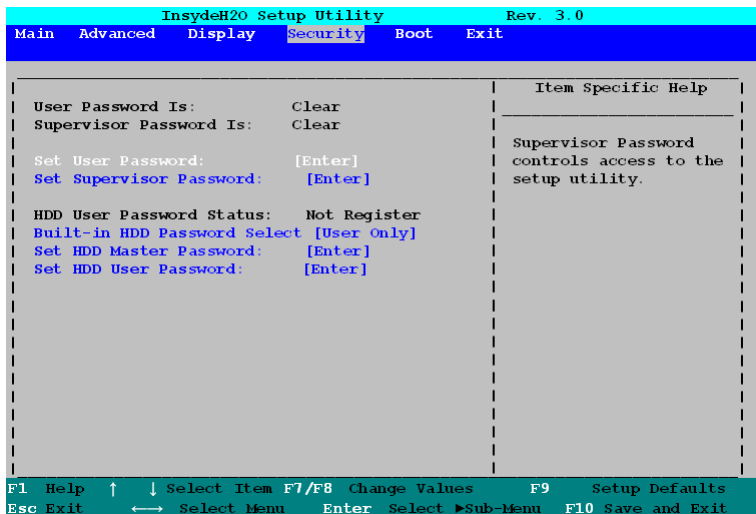 InsydeH2O Setup Utility Rev. 3.0
Main Advanced Display Security Boot Exit
Item Specific Help
User Password Is: Clear
Supervisor Password Is: Clear
Supervisor Password
controls access to the
setup utility.
Set User Password: [Enter]
Set Supervisor Password: [Enter]
HDD User Password Status: Not Register
Built-in HDD Password Select [User Only]
Set HDD Master Password: [Enter]
Set HDD User Password: [Enter]
F1 Help ↑ ↓ Select Item F7/F8 Change Values F9 Setup Defaults
Esc Exit ←→ Select Menu Enter Select ▶Sub-Menu F10 Save and Exit